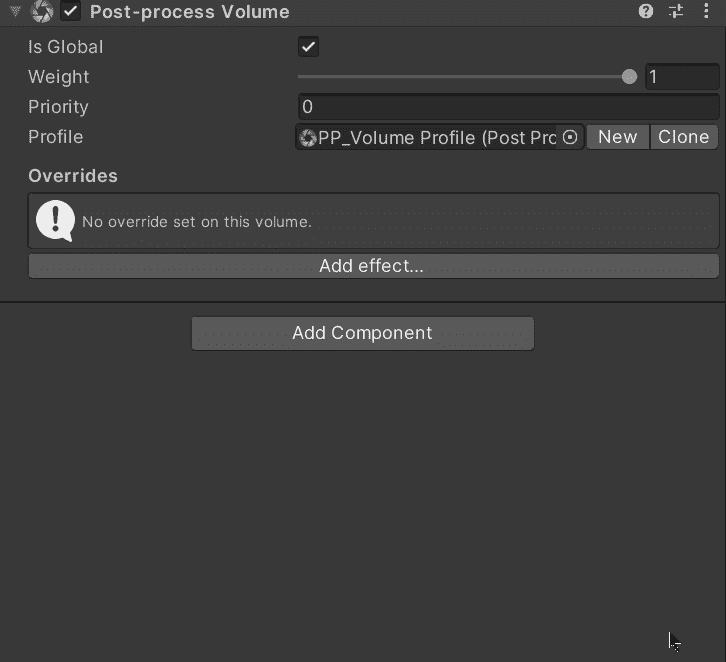 Post-process Volume
Is Global
Weight 1
Priority 0
Profile PP_Volume Profile (Post Pro New Clone
Overrides
No override set on this volume.
Add effect...
Add Component